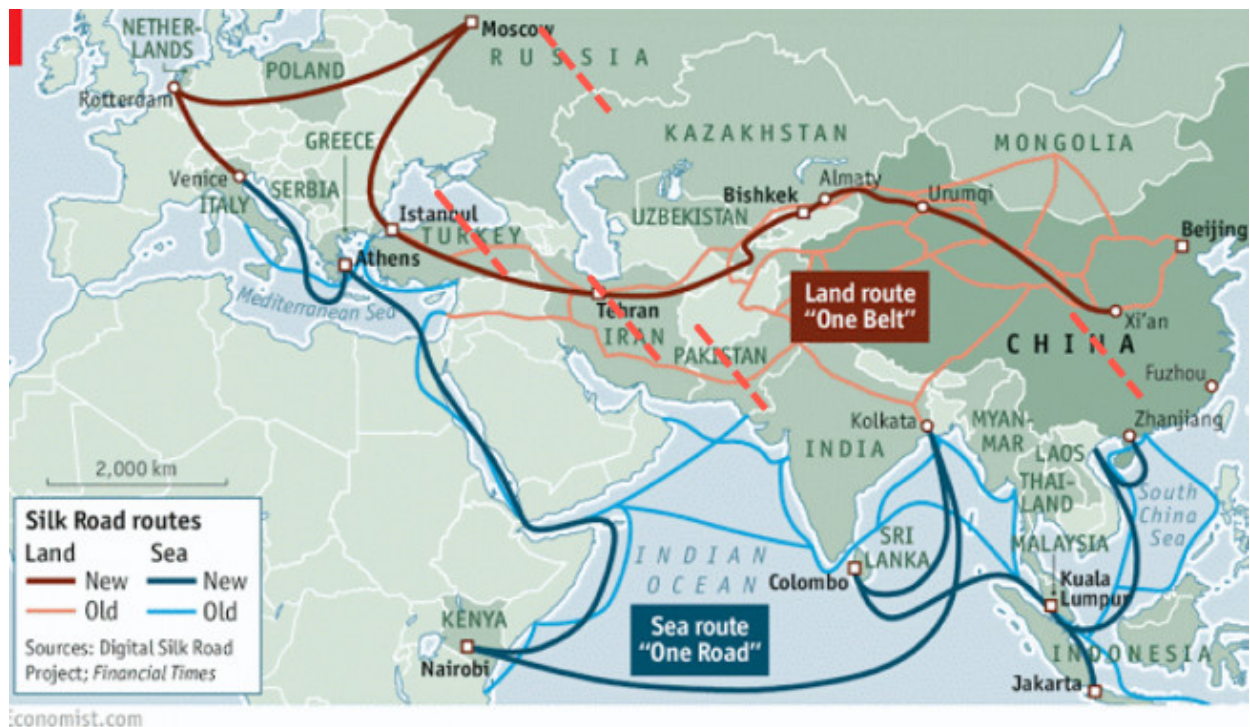 NETHER-
LANDS
Moscow
RUSSIA
POLAND
Rotterdam
KAZAKHSTAN
MONGOLIA
GREECE
Venice
ITALY
SERBIA
Almaty
Bishkek
Urumqi
Istanbul
TURKEY
UZBEKISTAN
Beijing
Athens
Mediterranean Sea
Tehran
IRAN
Land route
"One Belt"
Xi'an
PAKISTAN
CHINA
Fuzhou
Kolkata
MYAN-
MAR
Zhanjiang
INDIA
LAOS
2,000 km
THAI-
LAND
South
China
Sea
Silk Road routes
Land
Sea
New
New
Old
Old
Sources: Digital Silk Road
Project; Financial Times
SRI
LANKA
MALAYSIA
INDIAN
OCEAN
Colombo
Kuala
Lumpur
KENYA
Sea route
"One Road"
Nairobi
INDONESIA
Jakarta
Economist.com